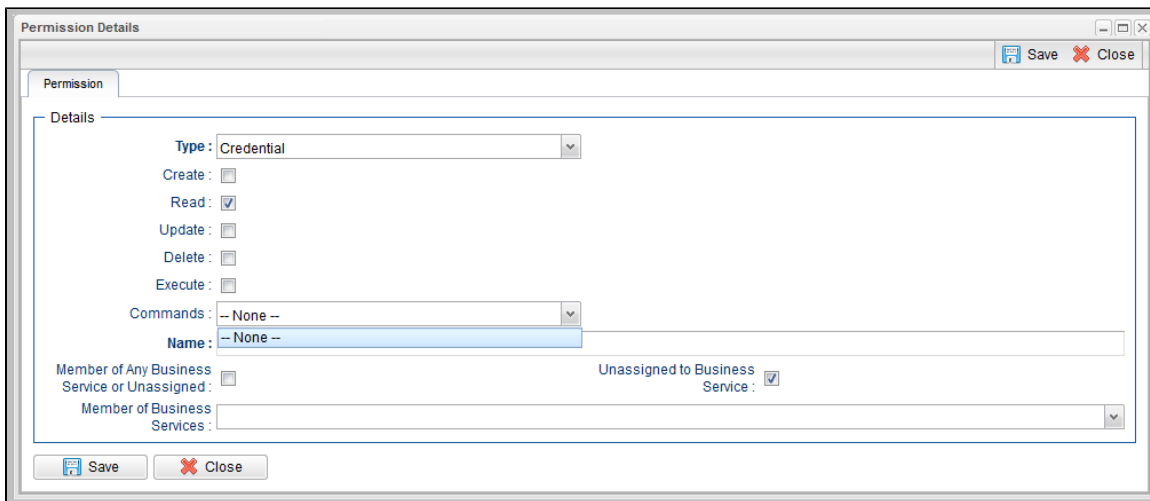 Permission Details
Save Close
Permission
Details
Type : Credential
Create :
Read :
Update :
Delete :
Execute :
Commands : -- None --
-- None --
Name :
Member of Any Business
Service or Unassigned :
Unassigned to Business
Service :
Member of Business
Services :
Save Close